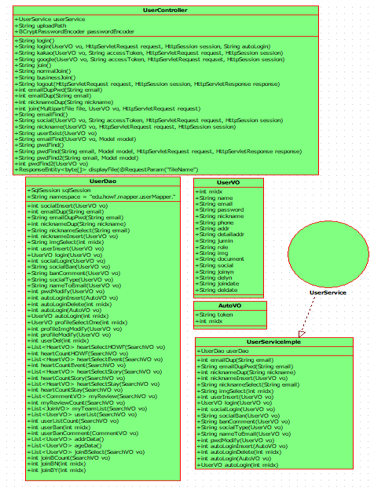 UserController
+UserService userService
+String uploadPath
+BCryptPasswordEncoder passwordEncoder
+String login()
+String login(UserVO vo, HttpServletRequest request, HttpSession session, String autoLogin)
+String kakao(UserVO vo, String accessToken, HttpServletRequest request, HttpSession session)
+String google(UserVO vo, String accessToken, HttpServletRequest request, HttpSession session)
+String join()
+String normalJoin()
+String businessJoin()
+String logout(HttpServletRequest request, HttpSession session, HttpServletResponse response)
+int emailDupPwd(String email)
+int emailDup(String email)
+int nicknameDup(String nickname)
+int join(MultipartFile file, UserVO vo, HttpServletRequest request)
+String emailFind()
+String social(UserVO vo, String accessToken, HttpServletRequest request, HttpSession session)
+String nickname(UserVO vo, HttpServletRequest request, HttpSession session)
+String userExist(UserVO vo)
+String emailFind(UserVO vo, Model model)
+String pwdFind()
+String pwdFind(String email, Model model, HttpServletRequest request, HttpServletResponse response)
+String pwdFind2(String email, Model model)
+int pwdFind2(UserVO vo)
+ResponseEntity<byte[]> displayFile(@RequestParam("fileName")
UserDao
+SqlSession sqlSession
+String namespace = "edu.howf.mapper.userMapper."
+int socialInsert(UserVO vo)
+int emailDup(String email)
+String emailDupPwd(String email)
+int nicknameDup(String nickname)
+String nicknameSelect(String email)
+int nicknameInsert(UserVO vo)
+String imgSelect(int midx)
+int userInsert(UserVO vo)
+UserVO login(UserVO vo)
+int socialLogin(UserVO vo)
+String socialBan(UserVO vo)
+String banComment(UserVO vo)
+String socialType(UserVO vo)
+String nameToEmail(UserVO vo)
+int pwdModify(UserVO vo)
+int autoLoginInsert(AutoVO vo)
+int autoLoginDelete(int midx)
+int autoLogin(AutoVO vo)
+UserVO autoLogin(int midx)
+UserVO profileSelectOne(int midx)
+int profileImgModify(UserVO vo)
+int profileModify(UserVO vo)
+int userDel(int midx)
+List<HeartVO> heartSelectHOWF(SearchVO vo)
+int heartCountHOWF(SearchVO vo)
+List<HeartVO> heartSelectEvent(SearchVO vo)
+int heartCountEvent(SearchVO vo)
+List<HeartVO> heartSelectStory(SearchVO vo)
+int heartCountStory(SearchVO vo)
+List<HeartVO> heartSelectStay(SearchVO vo)
+int heartCountStay(SearchVO vo)
+List<CommentVO> myReview(SearchVO vo)
+int myReviewCount(SearchVO vo)
+List<JoinVO> myTeamList(SearchVO vo)
+List<UserVO> userList(SearchVO vo)
+int userListCount(SearchVO vo)
+int userBan(int midx)
+int userBanComment(CommentVO vo)
+List<UserVO> addrData()
+List<UserVO> ageData()
+List<UserVO> joinBSelect(SearchVO vo)
+int joinBCount(SearchVO vo)
+int joinBN(int midx)
+int joinBY(int midx)
UserVO
+int midx
+String name
+String email
+String password
+String nickname
+String phone
+String addr
+String detailaddr
+String jumin
+String role
+String img
+String document
+String social
+String joinyn
+String delyn
+String joindate
+String deldate
AutoVO
+String token
+int midx
UserService
UserServiceImple
+UserDao userDao
+int emailDup(String email)
+String emailDupPwd(String email)
+int nicknameDup(String nickname)
+int nicknameInsert(UserVO vo)
+String nicknameSelect(String email)
+String imgSelect(int midx)
+int userInsert(UserVO vo)
+UserVO login(UserVO vo)
+int socialLogin(UserVO vo)
+String socialBan(UserVO vo)
+String banComment(UserVO vo)
+String socialType(UserVO vo)
+String nameToEmail(UserVO vo)
+int pwdModify(UserVO vo)
+int autoLoginInsert(AutoVO vo)
+int autoLoginDelete(int midx)
+int autoLogin(AutoVO vo)
+UserVO autoLogin(int midx)